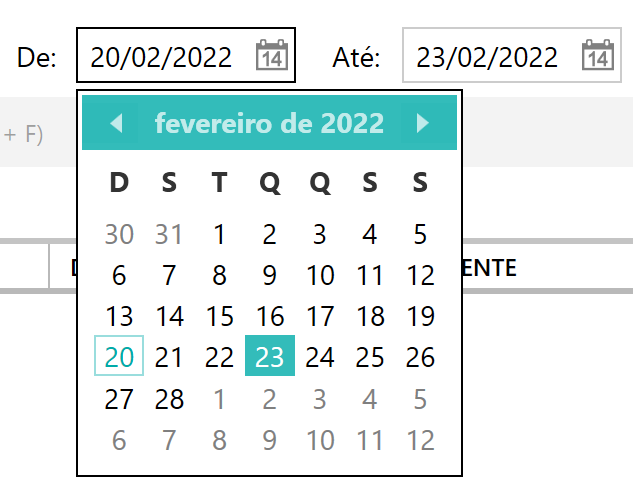 De: 20/02/2022 14 Até: 23/02/2022 14
fevereiro de 2022
+ F)
D S T Q Q S S
30 31 1 2 3 4 5
6 7 8 9 10 11 12
ENTE
13 14 15 16 17 18 19
20 21 22 23 24 25 26
27 28 1 2 3 4 5
6 7 8 9 10 11 12